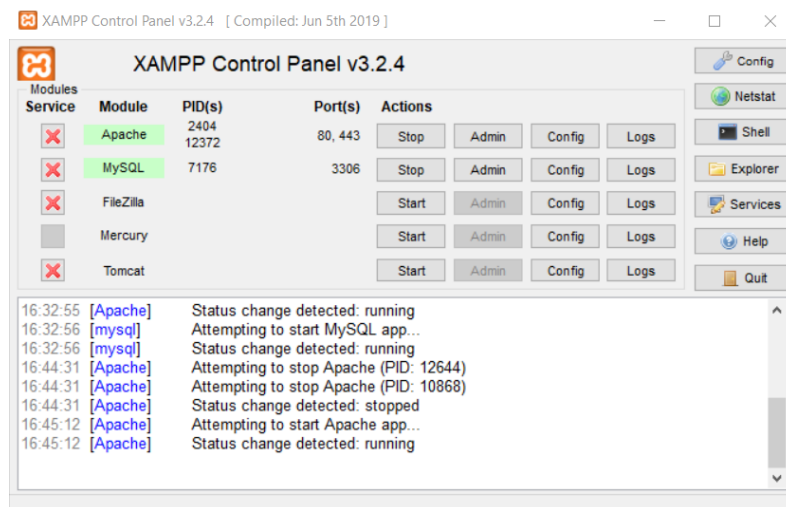 XAMPP Control Panel v3.2.4 [ Compiled: Jun 5th 2019 ]
XAMPP Control Panel v3.2.4
Config
Modules
Service Module PID(s) Port(s) Actions
Netstat
Apache 2404 12372 80, 443 Stop Admin Config Logs
Shell
MySQL 7176 3306 Stop Admin Config Logs
Explorer
FileZilla Start Admin Config Logs
Services
Mercury Start Admin Config Logs
Help
Tomcat Start Admin Config Logs
Quit
16:32:55 [Apache] Status change detected: running
16:32:56 [mysql] Attempting to start MySQL app...
16:32:56 [mysql] Status change detected: running
16:44:31 [Apache] Attempting to stop Apache (PID: 12644)
16:44:31 [Apache] Attempting to stop Apache (PID: 10868)
16:44:31 [Apache] Status change detected: stopped
16:45:12 [Apache] Attempting to start Apache app...
16:45:12 [Apache] Status change detected: running